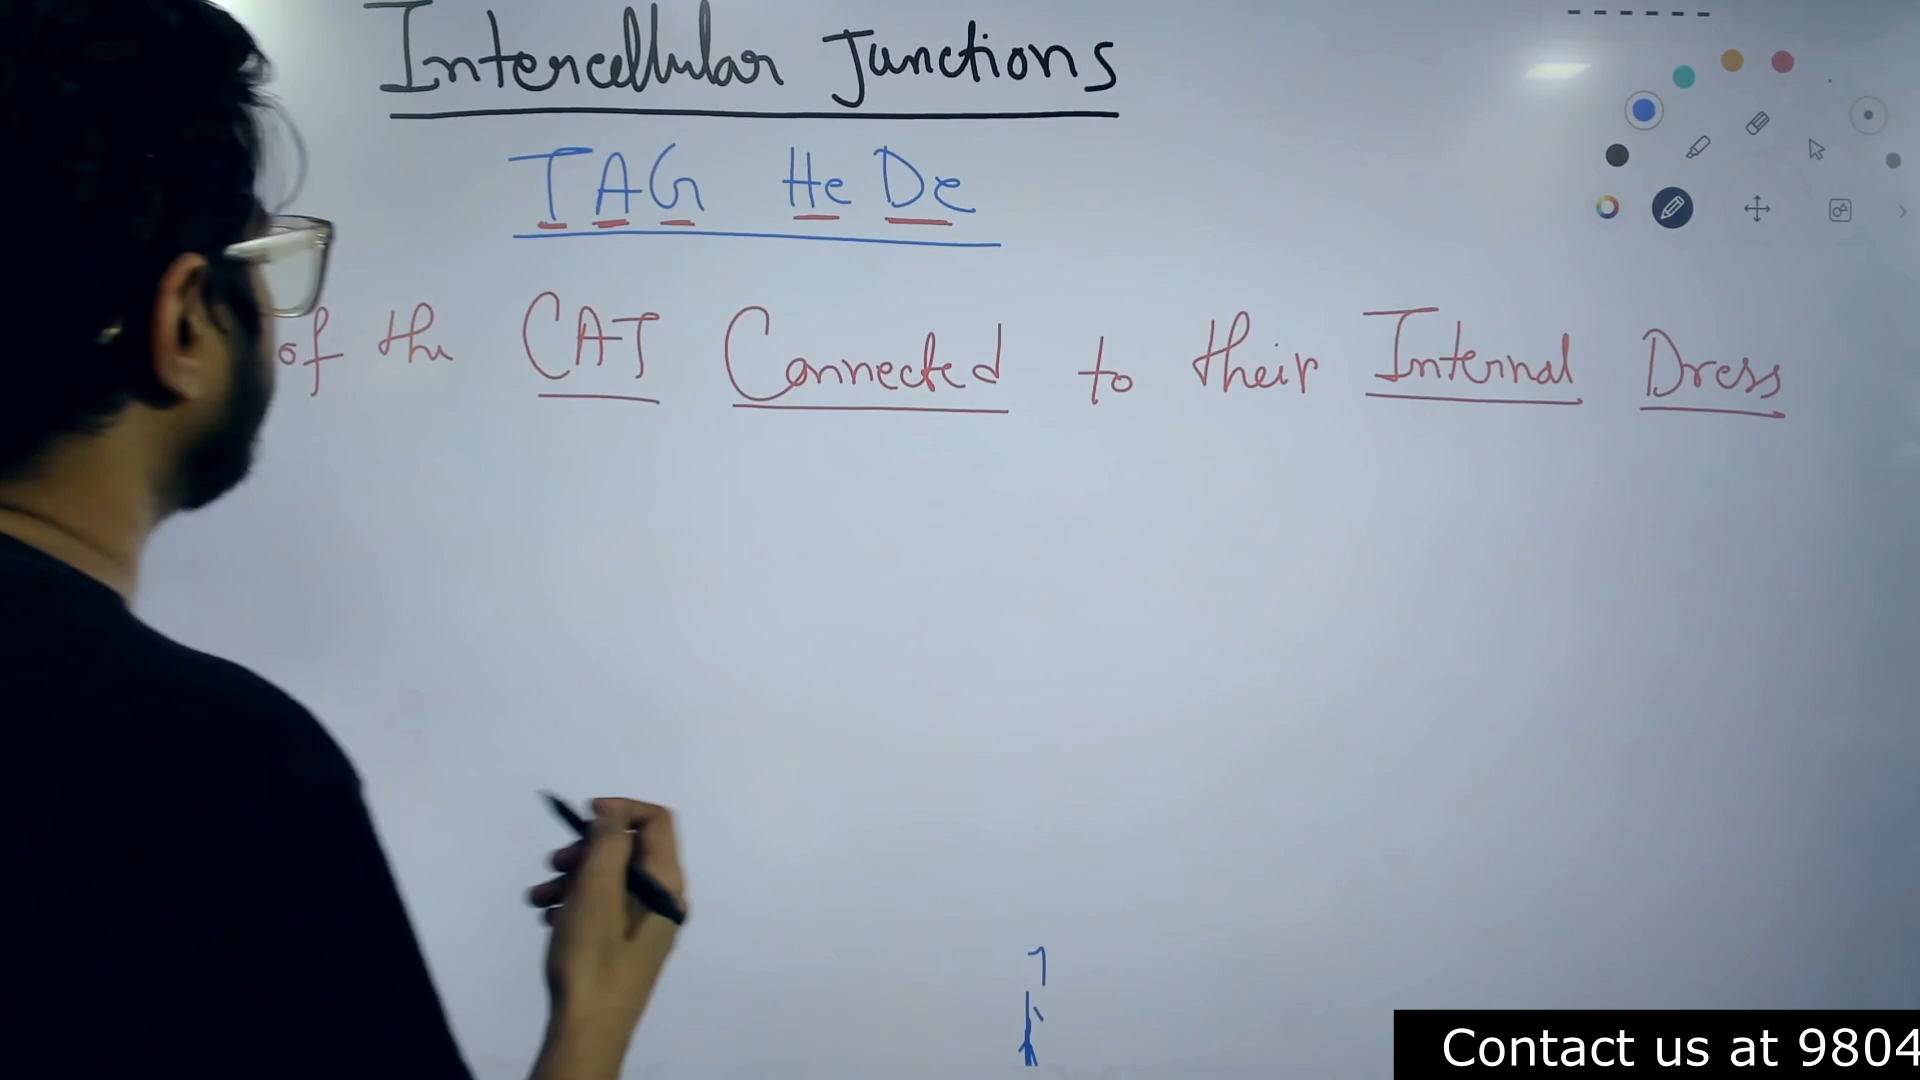 Intercellular Junctions
TAG He De
of the CAT Connected to their Internal Dress
Contact us at 9804